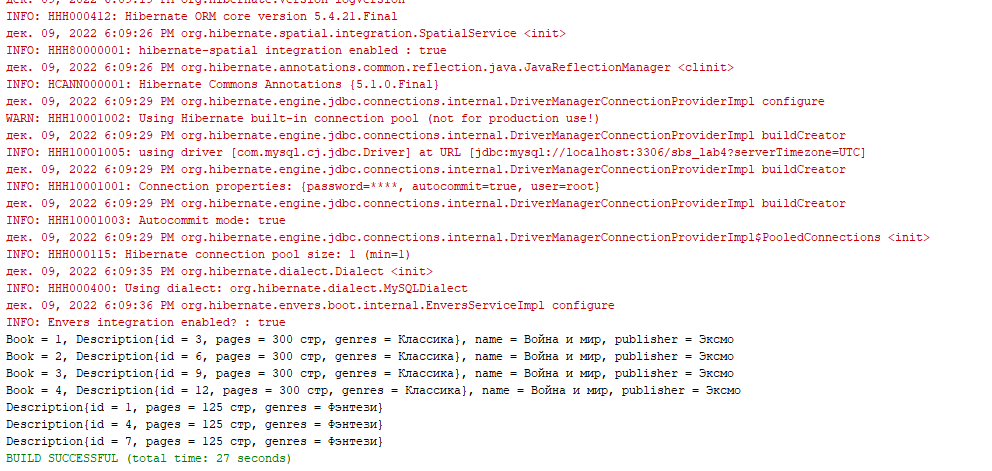 дек. 09, 2022 6:09:19 PM org.hibernate.Version logVersion
INFO: HHH000412: Hibernate ORM core version 5.4.21.Final
дек. 09, 2022 6:09:26 PM org.hibernate.spatial.integration.SpatialService <init>
INFO: HHH80000001: hibernate-spatial integration enabled : true
дек. 09, 2022 6:09:26 PM org.hibernate.annotations.common.reflection.java.JavaReflectionManager <clinit>
INFO: HCANN000001: Hibernate Commons Annotations {5.1.0.Final}
дек. 09, 2022 6:09:29 PM org.hibernate.engine.jdbc.connections.internal.DriverManagerConnectionProviderImpl configure
WARN: HHH10001002: Using Hibernate built-in connection pool (not for production use!)
дек. 09, 2022 6:09:29 PM org.hibernate.engine.jdbc.connections.internal.DriverManagerConnectionProviderImpl buildCreator
INFO: HHH10001005: using driver [com.mysql.cj.jdbc.Driver] at URL [jdbc:mysql://localhost:3306/sbs_lab4?serverTimezone=UTC]
дек. 09, 2022 6:09:29 PM org.hibernate.engine.jdbc.connections.internal.DriverManagerConnectionProviderImpl buildCreator
INFO: HHH10001001: Connection properties: {password=****, autocommit=true, user=root}
дек. 09, 2022 6:09:29 PM org.hibernate.engine.jdbc.connections.internal.DriverManagerConnectionProviderImpl buildCreator
INFO: HHH10001003: Autocommit mode: true
дек. 09, 2022 6:09:29 PM org.hibernate.engine.jdbc.connections.internal.DriverManagerConnectionProviderImpl$PooledConnections <init>
INFO: HHH000115: Hibernate connection pool size: 1 (min=1)
дек. 09, 2022 6:09:35 PM org.hibernate.dialect.Dialect <init>
INFO: HHH000400: Using dialect: org.hibernate.dialect.MySQLDialect
дек. 09, 2022 6:09:36 PM org.hibernate.envers.boot.internal.EnversServiceImpl configure
INFO: Envers integration enabled? : true
Book = 1, Description{id = 3, pages = 300 стр, genres = Классика}, name = Война и мир, publisher = Эксмо
Book = 2, Description{id = 6, pages = 300 стр, genres = Классика}, name = Война и мир, publisher = Эксмо
Book = 3, Description{id = 9, pages = 300 стр, genres = Классика}, name = Война и мир, publisher = Эксмо
Book = 4, Description{id = 12, pages = 300 стр, genres = Классика}, name = Война и мир, publisher = Эксмо
Description{id = 1, pages = 125 стр, genres = Фэнтези}
Description{id = 4, pages = 125 стр, genres = Фэнтези}
Description{id = 7, pages = 125 стр, genres = Фэнтези}
BUILD SUCCESSFUL (total time: 27 seconds)